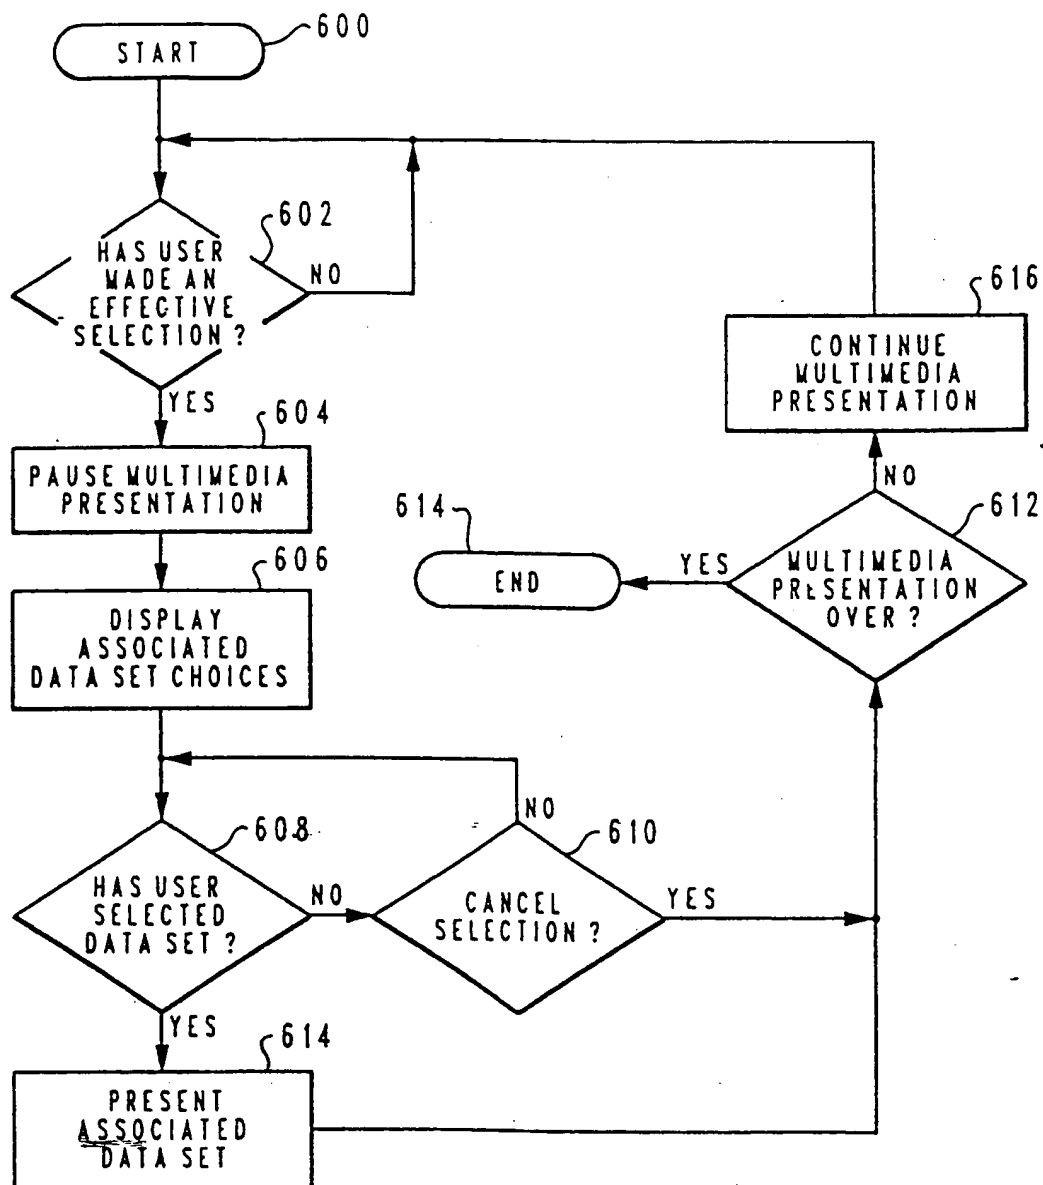 600
START
602
HAS USER
MADE AN
EFFECTIVE
SELECTION ?
NO
YES
604
PAUSE MULTIMEDIA
PRESENTATION
606
DISPLAY
ASSOCIATED
DATA SET CHOICES
608
HAS USER
SELECTED
DATA SET ?
NO
YES
610
CANCEL
SELECTION ?
NO
YES
614
PRESENT
ASSOCIATED
DATA SET
616
CONTINUE
MULTIMEDIA
PRESENTATION
NO
612
MULTIMEDIA
PRESENTATION
OVER ?
YES
614
END